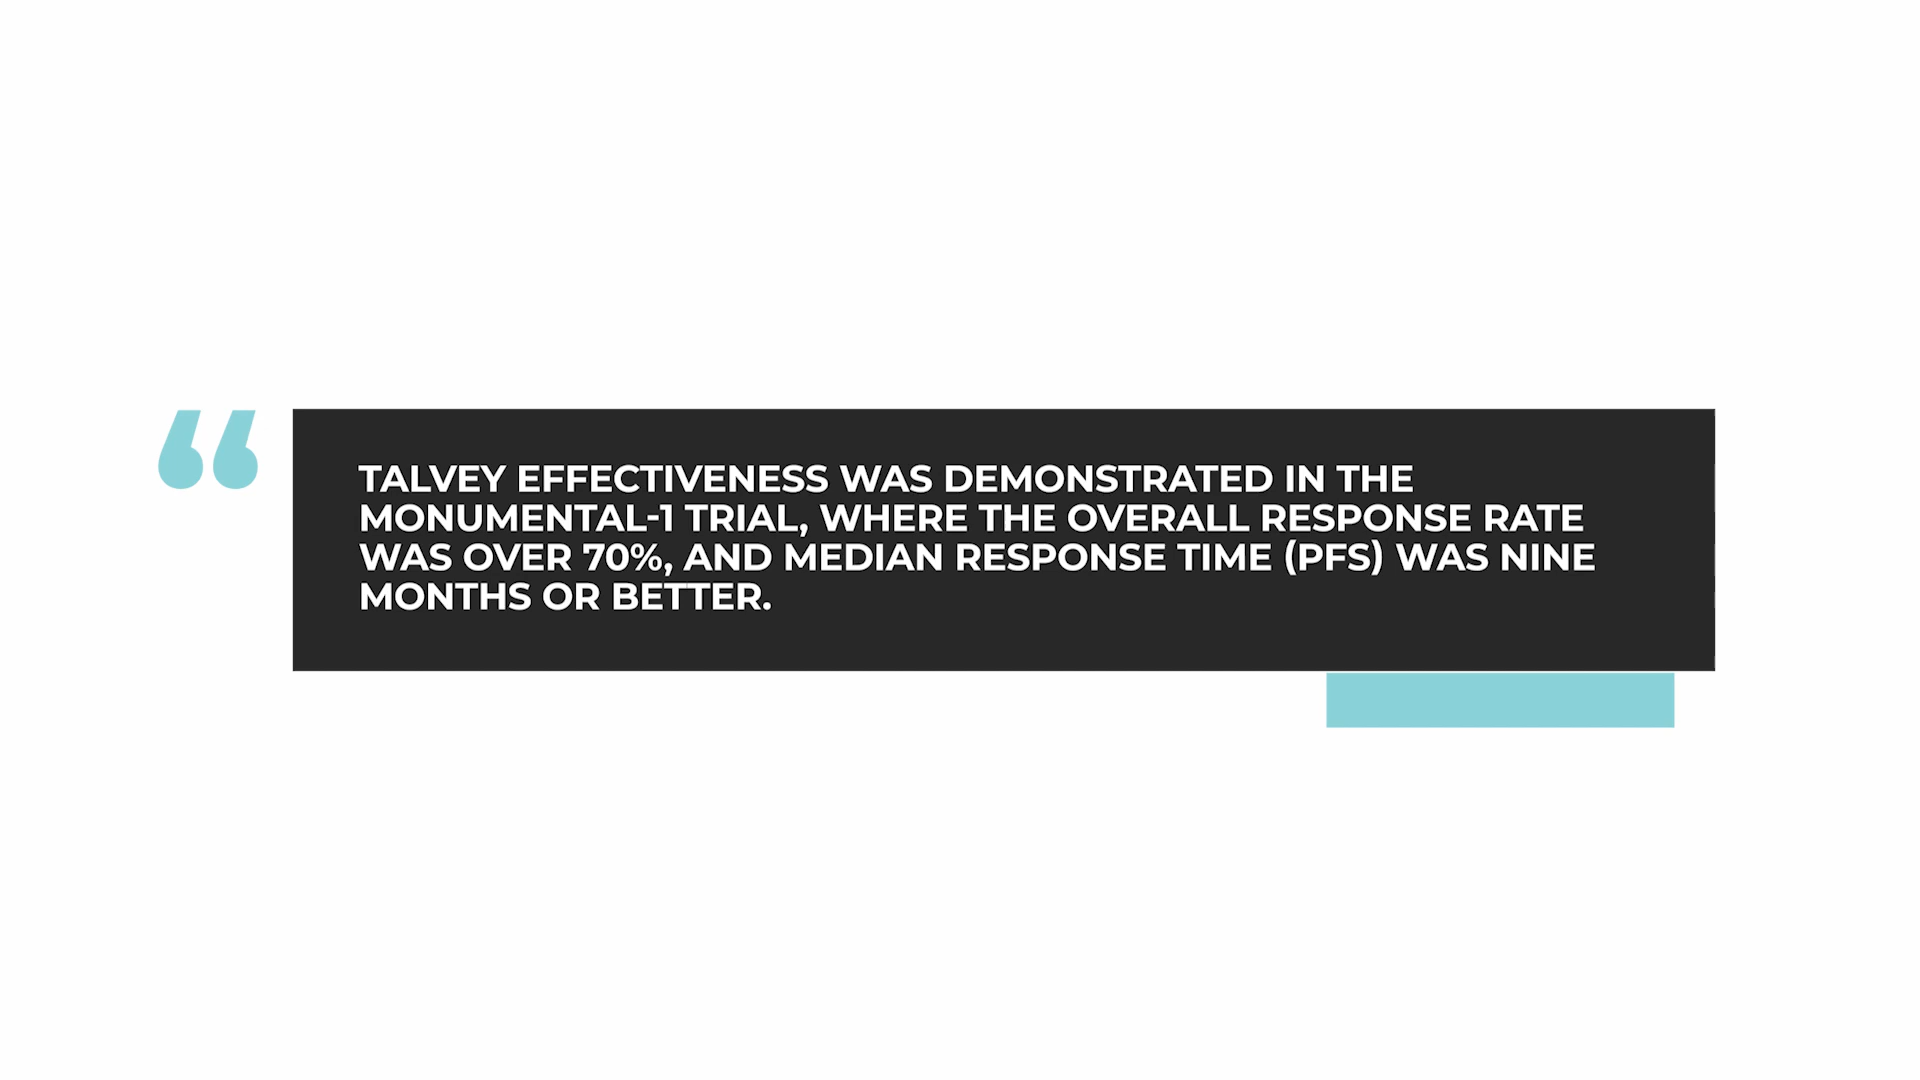 “
TALVEY EFFECTIVENESS WAS DEMONSTRATED IN THE
MONUMENTAL-1 TRIAL, WHERE THE OVERALL RESPONSE RATE
WAS OVER 70%, AND MEDIAN RESPONSE TIME (PFS) WAS NINE
MONTHS OR BETTER.